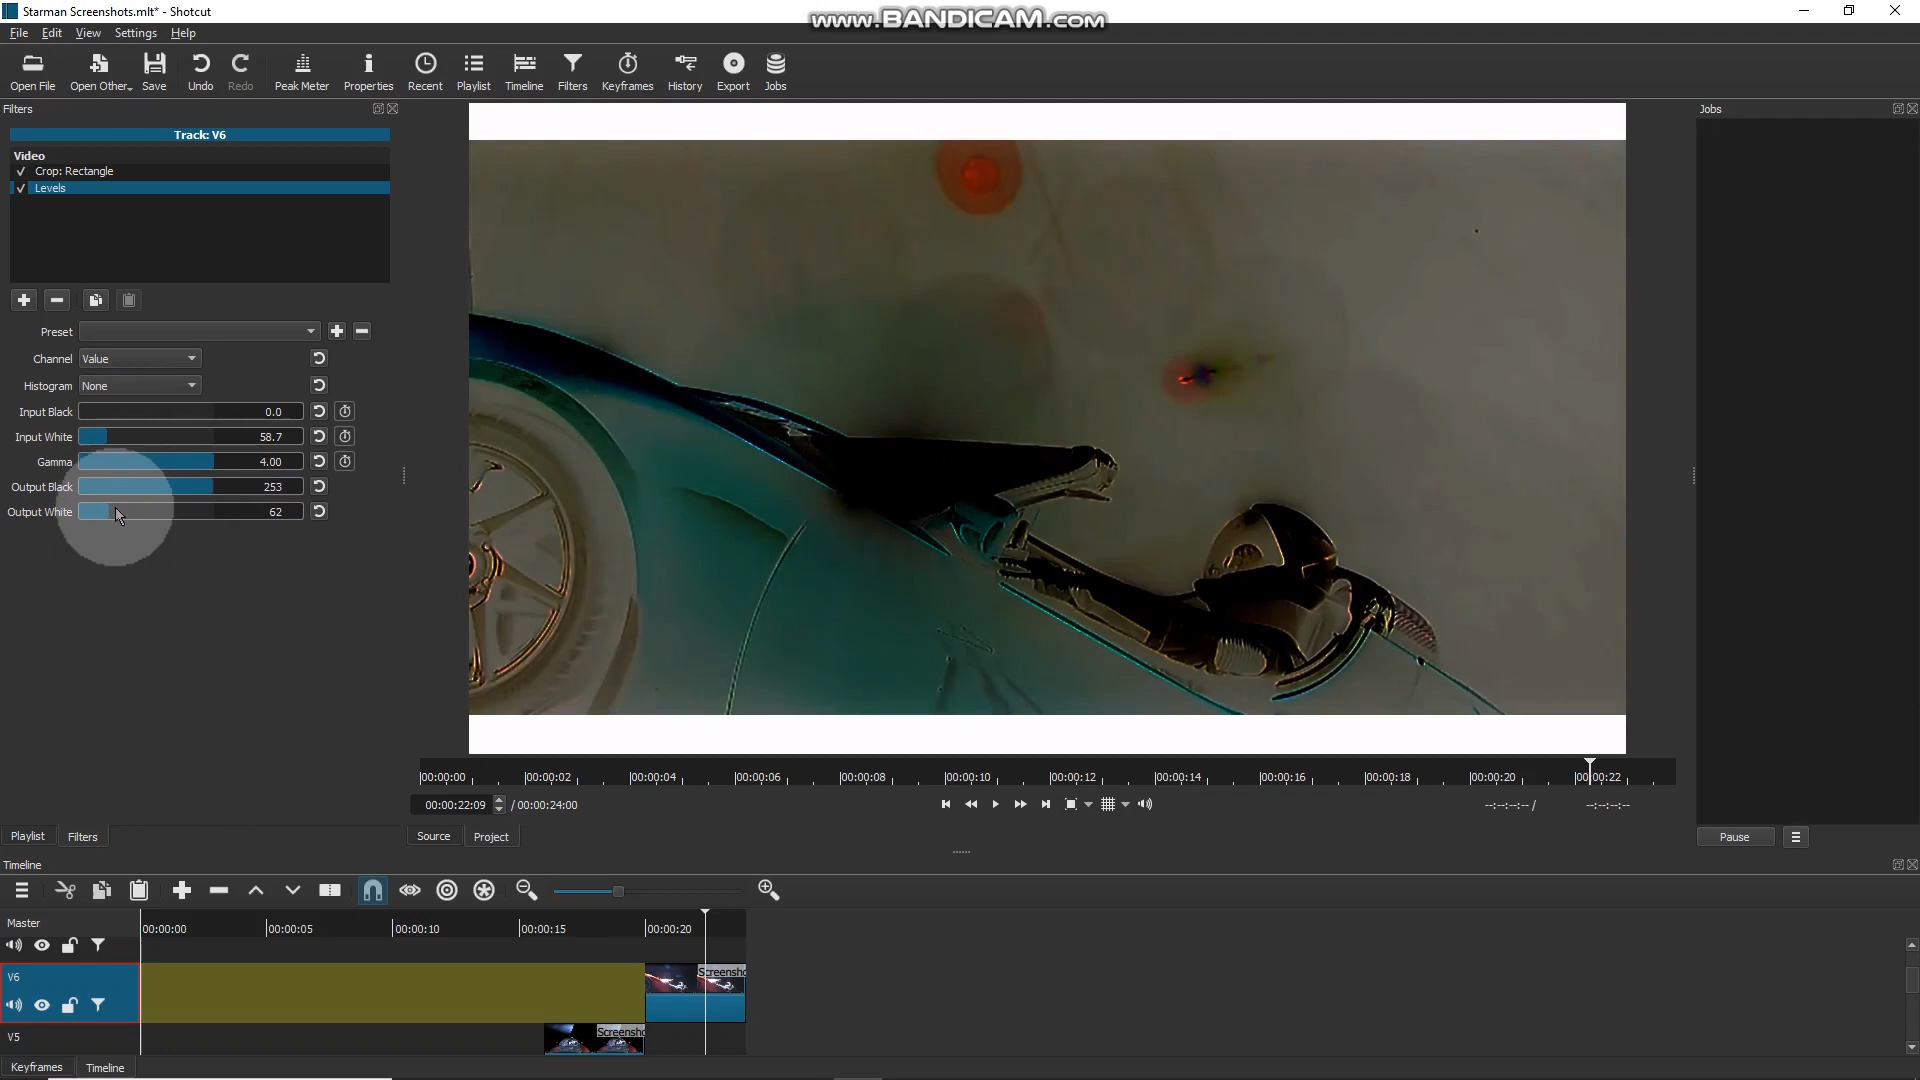 Starman Screenshots.mlt* - Shotcut
www.BANDICAM.com
File Edit View Settings Help
Open File Open Other Save Undo Redo Peak Meter Properties Recent Playlist Timeline Filters Keyframes History Export Jobs
Filters
Jobs
Track: V6
Video
✓ Crop: Rectangle
✓ Levels
Preset
Channel Value
Histogram None
Input Black 0.0
Input White 58.7
Gamma 4.00
Output Black 253
Output White 62
00:00:00 00:00:02 00:00:04 00:00:06 00:00:08 00:00:10 00:00:12 00:00:14 00:00:16 00:00:18 00:00:20 00:00:22
00:00:22:09 / 00:00:24:00 --:--:--:-- / --:--:--:--
Playlist Filters Source Project Pause
Timeline
Master
00:00:00 00:00:05 00:00:10 00:00:15 00:00:20
V6
Screensho
V5
Screensho
Keyframes Timeline